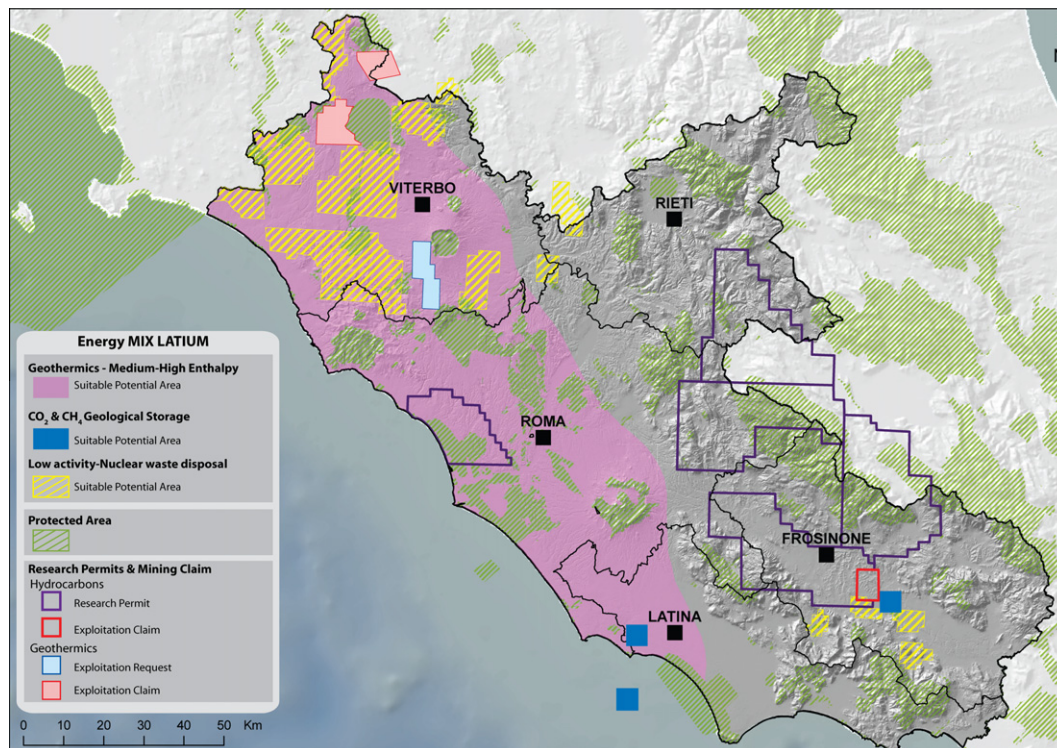 N
VITERBO
RIETI
ROMA
FROSINONE
LATINA
Energy MIX LATIUM
Geothermics - Medium-High Enthalpy
Suitable Potential Area
CO₂ & CH₄ Geological Storage
Suitable Potential Area
Low activity-Nuclear waste disposal
Suitable Potential Area
Protected Area
Research Permits & Mining Claim
Hydrocarbons
Research Permit
Exploitation Claim
Geothermics
Exploitation Request
Exploitation Claim
0 10 20 30 40 50 Km